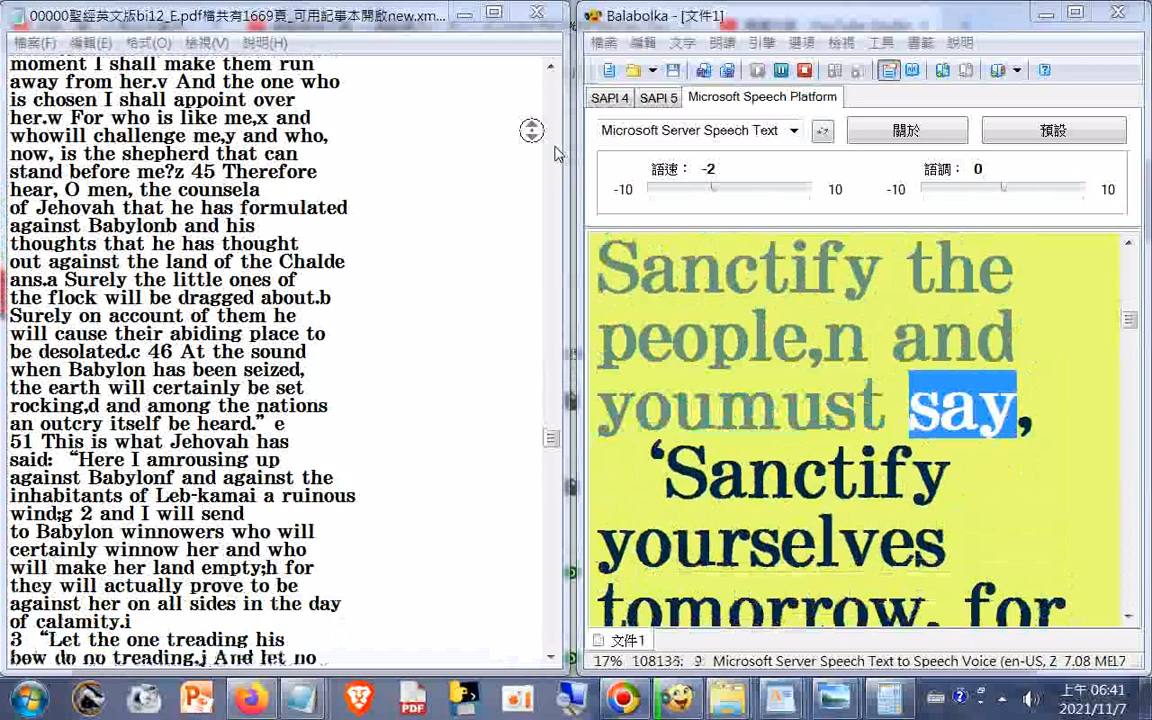 00000聖經英文版bi12_E.pdf檔共有1669頁_可用記事本開啟new.xm...
檔案(F) 編輯(E) 格式(O) 檢視(V) 說明(H)
moment I shall make them run
away from her.v And the one who
is chosen I shall appoint over
her.w For who is like me,x and
whowill challenge me,y and who,
now, is the shepherd that can
stand before me?z 45 Therefore
hear, O men, the counsela
of Jehovah that he has formulated
against Babylonb and his
thoughts that he has thought
out against the land of the Chalde
ans.a Surely the little ones of
the flock will be dragged about.b
Surely on account of them he
will cause their abiding place to
be desolated.c 46 At the sound
when Babylon has been seized,
the earth will certainly be set
rocking,d and among the nations
an outcry itself be heard.” e
51 This is what Jehovah has
said: “Here I amrousing up
against Babylonf and against the
inhabitants of Leb-kamai a ruinous
wind;g 2 and I will send
to Babylon winnowers who will
certainly winnow her and who
will make her land empty;h for
they will actually prove to be
against her on all sides in the day
of calamity.i
3 “Let the one treading his
bow do no treading.j And let no
Balabolka - [文件1]
檔案 編輯 文字 朗讀 引擎 選項 檢視 工具 書籤 說明
SAPI 4 SAPI 5 Microsoft Speech Platform
Microsoft Server Speech Text 關於 預設
語速： -2 語調： 0
-10 10 -10 10
Sanctify the
people,n and
youmust say,
‘Sanctify
yourselves
tomorrow, for
文件1
17% Microsoft Server Speech Text to Speech Voice (en-US, Z 7.08 ME
上午 06:41
2021/11/7